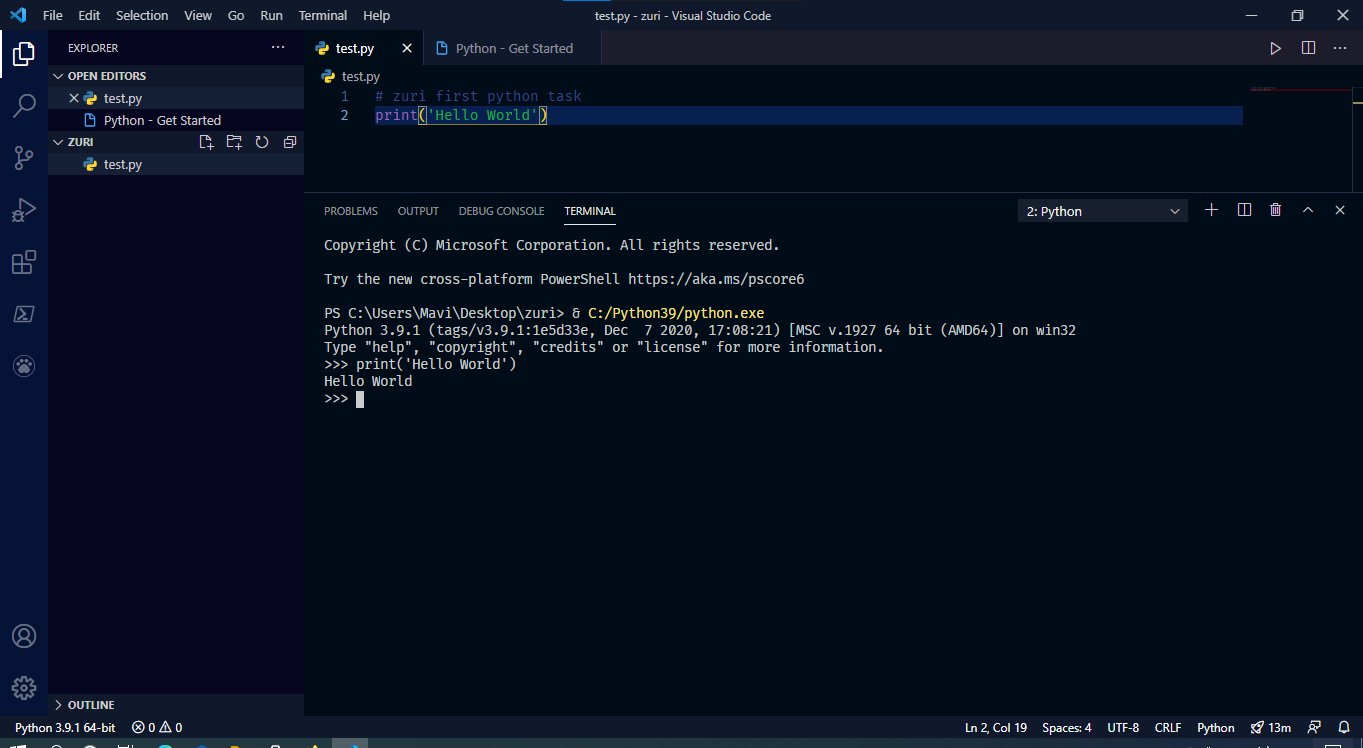 File Edit Selection View Go Run Terminal Help
test.py - zuri - Visual Studio Code
EXPLORER
OPEN EDITORS
test.py
Python - Get Started
ZURI
test.py
OUTLINE
test.py
Python - Get Started
test.py
1 # zuri first python task
2 print('Hello World')
PROBLEMS OUTPUT DEBUG CONSOLE TERMINAL
2: Python
Copyright (C) Microsoft Corporation. All rights reserved.
Try the new cross-platform PowerShell https://aka.ms/pscore6
PS C:\Users\Mavi\Desktop\zuri> & C:/Python39/python.exe
Python 3.9.1 (tags/v3.9.1:1e5d33e, Dec  7 2020, 17:08:21) [MSC v.1927 64 bit (AMD64)] on win32
Type "help", "copyright", "credits" or "license" for more information.
>>> print('Hello World')
Hello World
>>>
Python 3.9.1 64-bit 0 0 Ln 2, Col 19 Spaces: 4 UTF-8 CRLF Python 13m